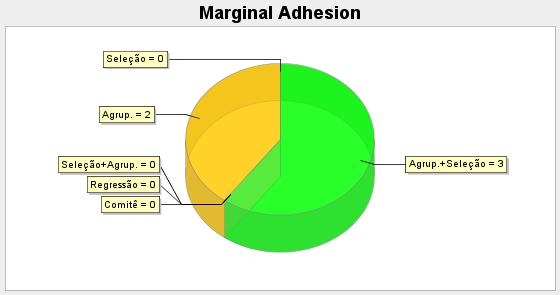 Marginal Adhesion
Seleção = 0
Agrup. = 2
Agrup.+Seleção = 3
Seleção+Agrup. = 0
Regressão = 0
Comitê = 0